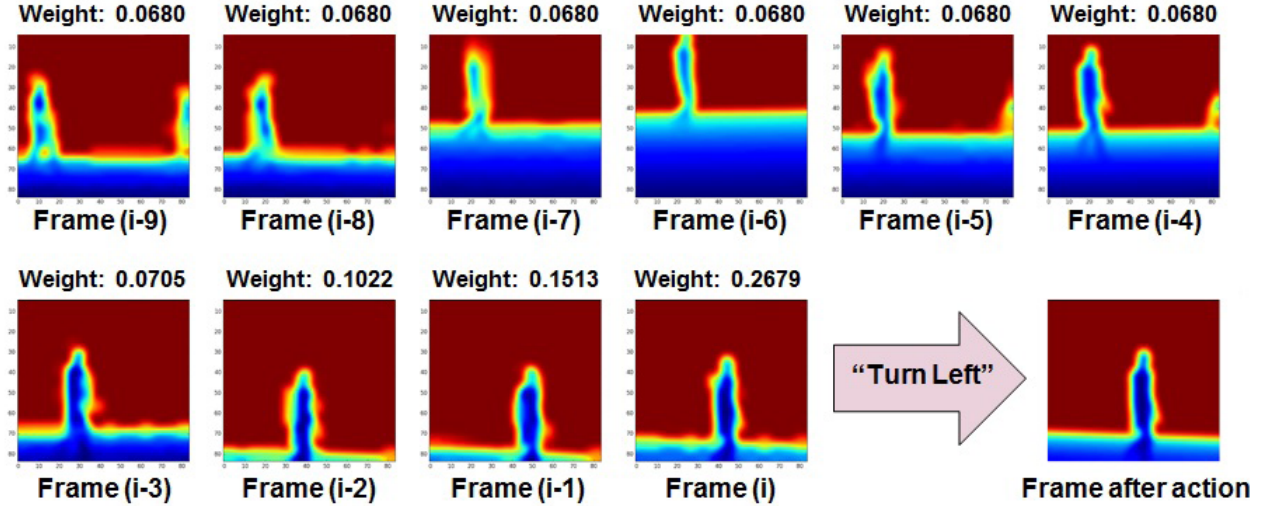 Weight: 0.0680 Weight: 0.0680 Weight: 0.0680 Weight: 0.0680 Weight: 0.0680 Weight: 0.0680
Frame (i-9) Frame (i-8) Frame (i-7) Frame (i-6) Frame (i-5) Frame (i-4)
Weight: 0.0705 Weight: 0.1022 Weight: 0.1513 Weight: 0.2679
“Turn Left”
Frame (i-3) Frame (i-2) Frame (i-1) Frame (i) Frame after action